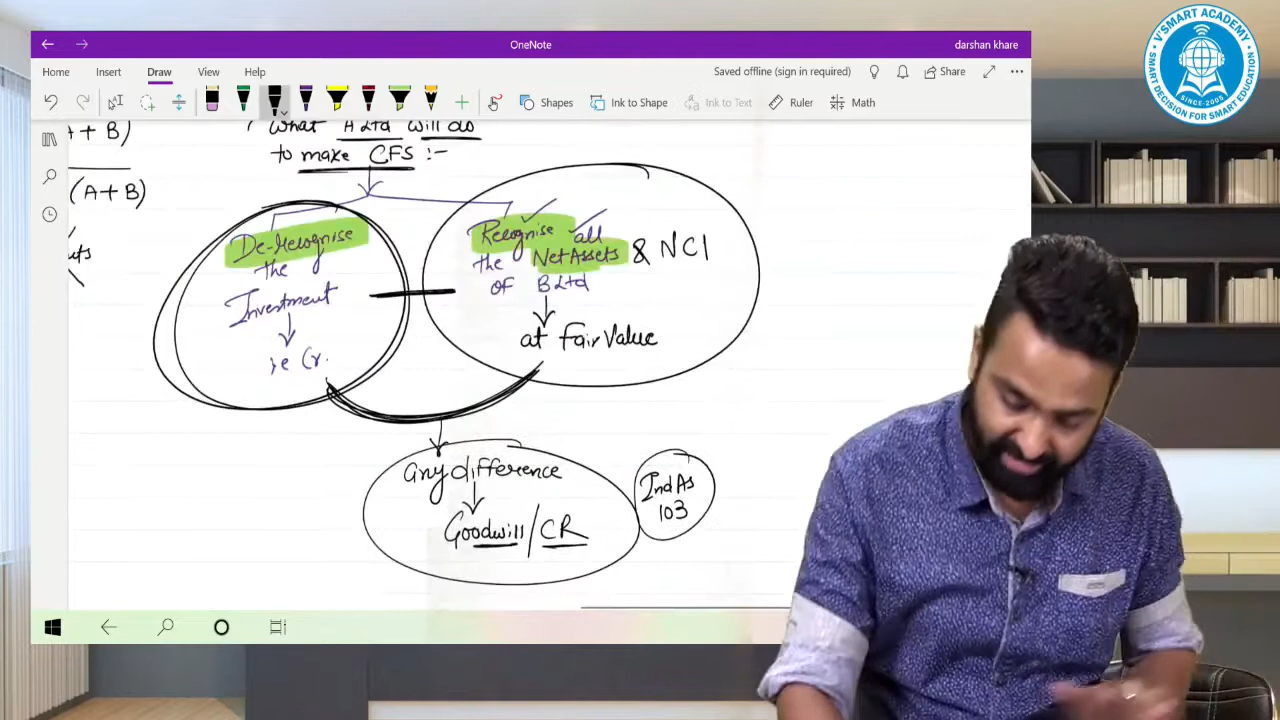 OneNote
darshan khare
Home Insert Draw View Help
Saved offline (sign in required) Share
Shapes Ink to Shape Ink to Text Ruler Math
+ B)
(A+B)
What A Ltd will do
to make CFS :-
De-recognise
the
Investment
ie Cr.
Recognise all
the Net Assets & NCI
OF B Ltd
at Fair Value
any difference
Goodwill/CR
Ind As
103
V'SMART ACADEMY
SMART DECISION FOR SMART EDUCATION
SINCE-2005